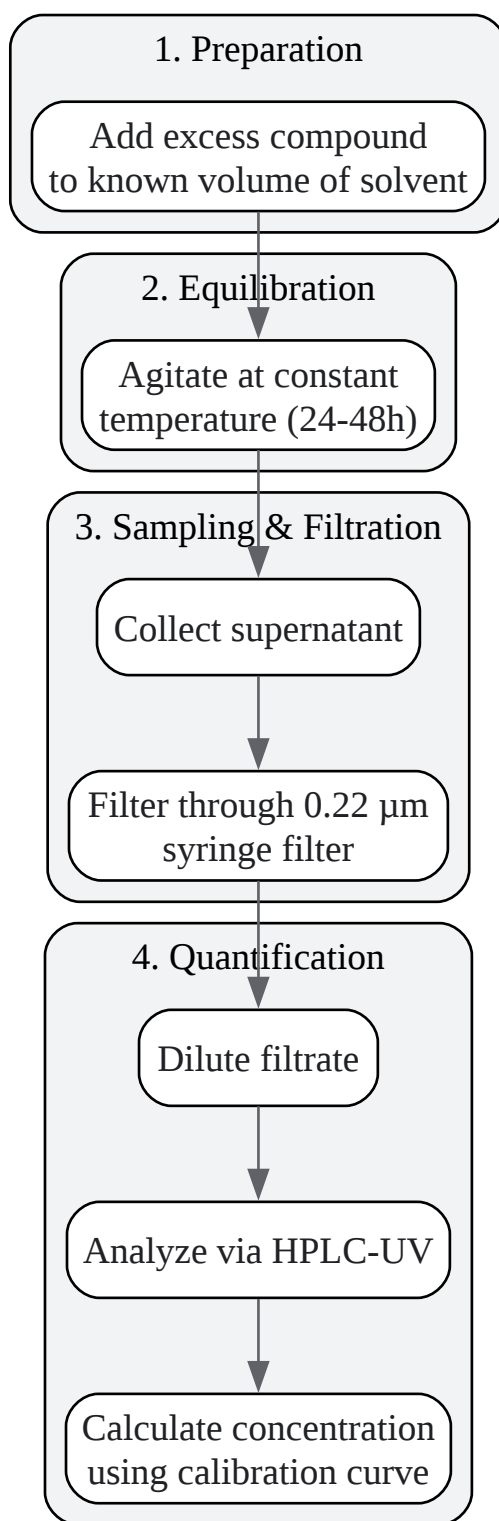 1. Preparation
Add excess compound
to known volume of solvent
2. Equilibration
Agitate at constant
temperature (24-48h)
3. Sampling & Filtration
Collect supernatant
Filter through 0.22 µm
syringe filter
4. Quantification
Dilute filtrate
Analyze via HPLC-UV
Calculate concentration
using calibration curve